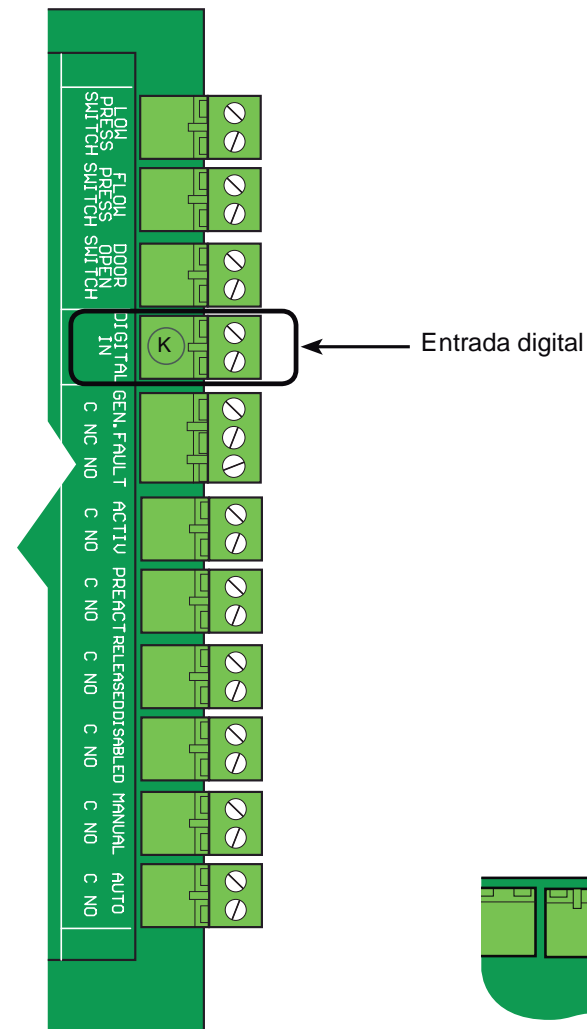 LOW
PRESS
SWITCH
FLOW
PRESS
SWITCH
DOOR
OPEN
SWITCH
DIGITAL
IN
K
Entrada digital
GEN.FAULT
C NC NO
ACTIV
C NO
PREACT
C NO
RELEASED
C NO
DISABLED
C NO
MANUAL
C NO
AUTO
C NO